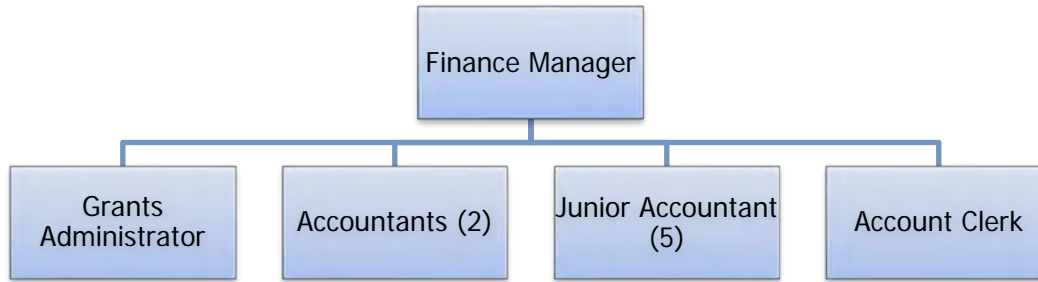 Finance Manager
Grants
Administrator
Accountants (2)
Junior Accountant
(5)
Account Clerk